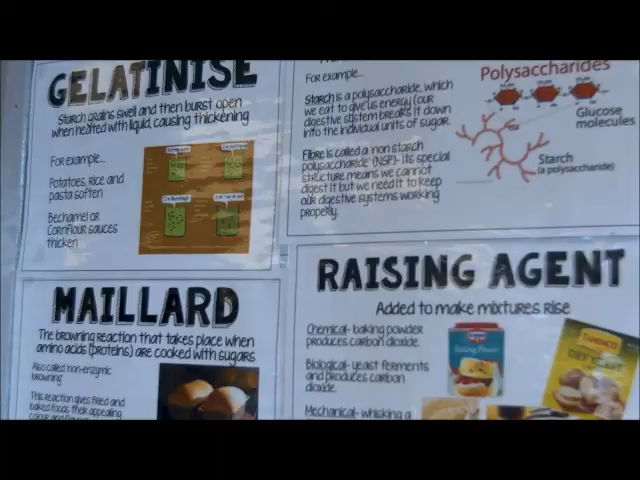 GELATINISE
Starch grains swell and then burst open
when heated with liquid, causing thickening
For example...
Potatoes, rice and
pasta soften
Bechamel or
Cornflour sauces
thicken
For example...
Starch is a polysaccharide, which
we eat to give us energy (our
digestive system breaks it down
into the individual units of sugar.
Fibre is called a non starch
polysaccharide (NSP)- its special
structure means we cannot
digest it but we need it to keep
our digestive systems working
properly.
Polysaccharides
Glucose
molecules
Starch
(a polysaccharide)
MAILLARD
The browning reaction that takes place when
amino acids (proteins) are cooked with sugars
Also called non-enzymic
browning
This reaction gives fried and
baked foods their appealing
RAISING AGENT
Added to make mixtures rise
Chemical- baking powder
produces carbon dioxide.
Biological- yeast ferments
and produces carbon
dioxide.
Mechanical- whisking a
Baking Powder
DRY YEAST